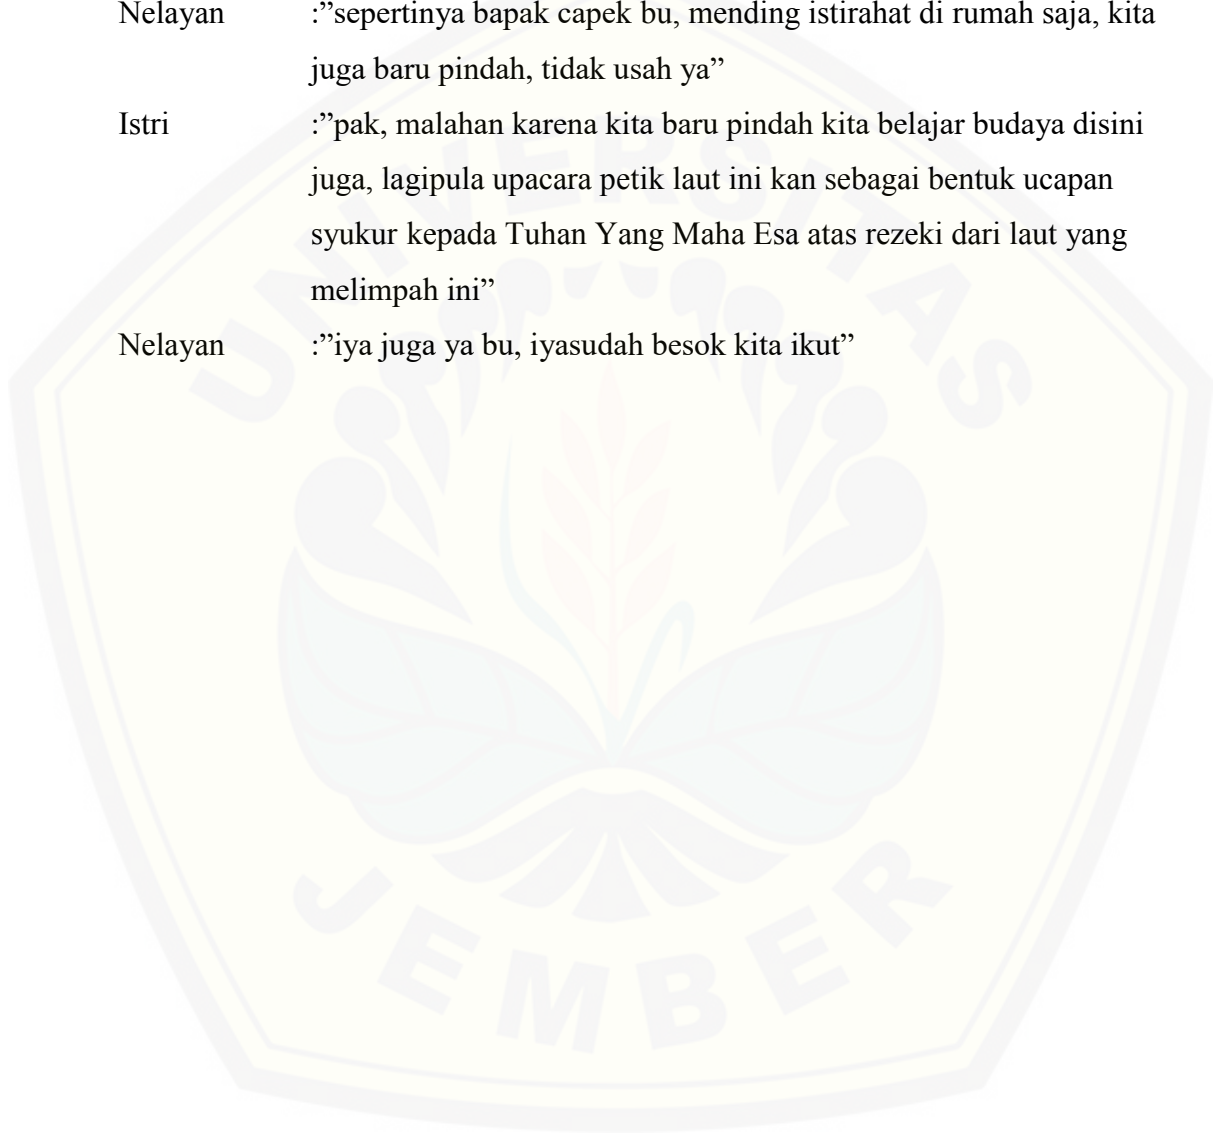 Nelayan :”sepertinya bapak capek bu, mending istirahat di rumah saja, kita
juga baru pindah, tidak usah ya”
Istri :”pak, malahan karena kita baru pindah kita belajar budaya disini
juga, lagipula upacara petik laut ini kan sebagai bentuk ucapan
syukur kepada Tuhan Yang Maha Esa atas rezeki dari laut yang
melimpah ini”
Nelayan :”iya juga ya bu, iyasudah besok kita ikut”
UNIVERSITAS
JEMBER